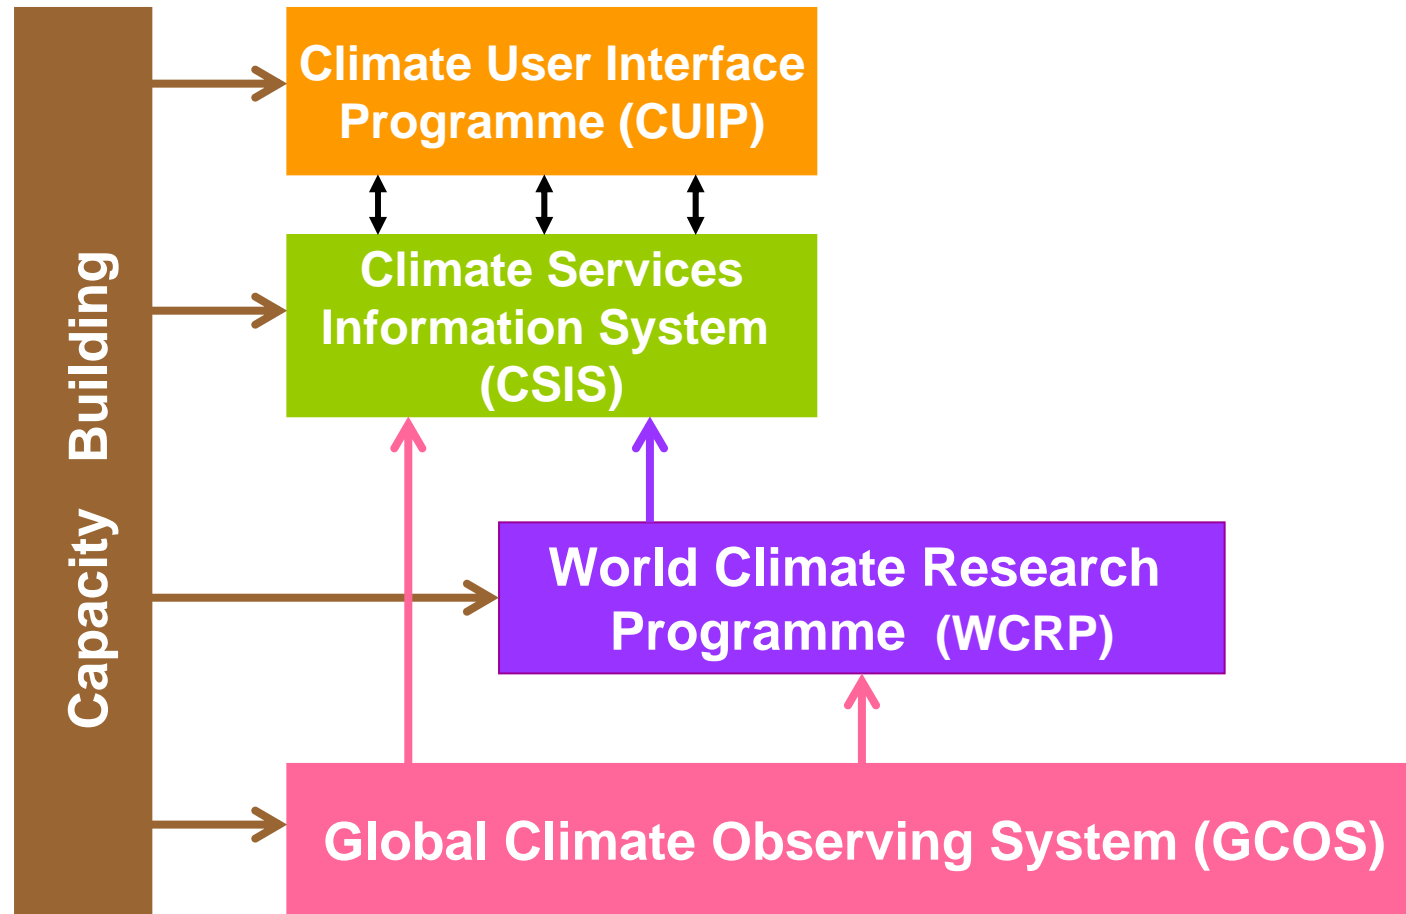 Capacity Building
Climate User Interface
Programme (CUIP)
Climate Services
Information System
(CSIS)
World Climate Research
Programme (WCRP)
Global Climate Observing System (GCOS)